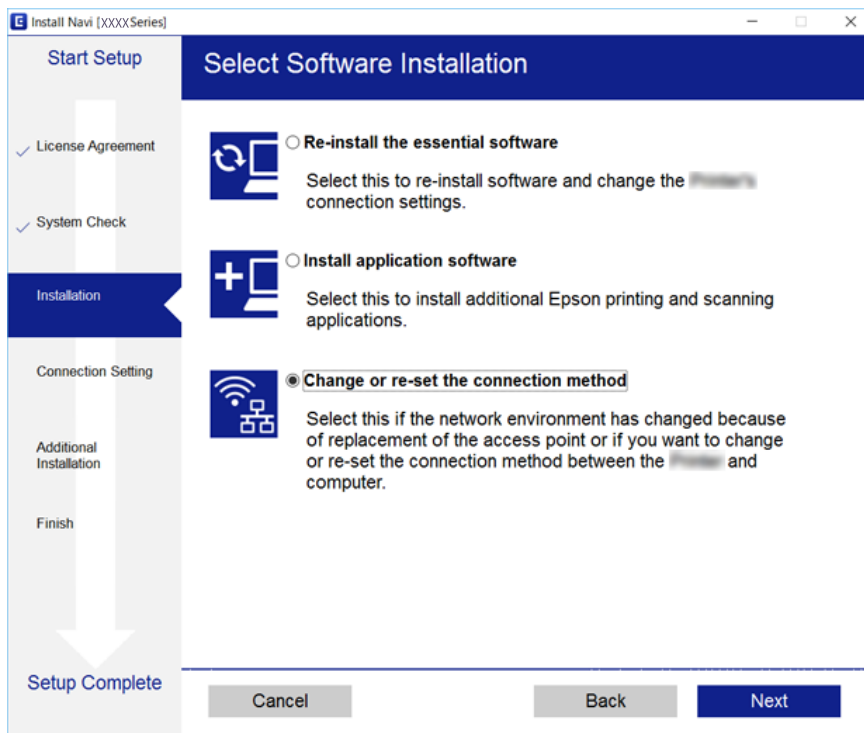 E Install Navi [XXXX Series]
Start Setup
License Agreement
System Check
Installation
Connection Setting
Additional
Installation
Finish
Setup Complete
Select Software Installation
Re-install the essential software
Select this to re-install software and change the
connection settings.
Install application software
Select this to install additional Epson printing and scanning
applications.
Change or re-set the connection method
Select this if the network environment has changed because
of replacement of the access point or if you want to change
or re-set the connection method between the and
computer.
Cancel
Back
Next